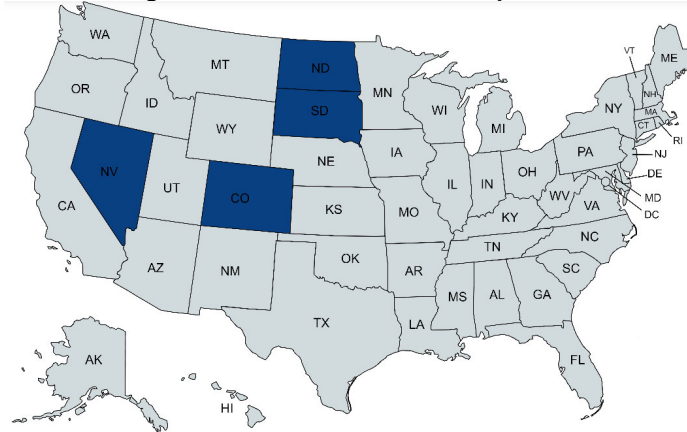 WA
OR
CA
ID
NV
MT
WY
UT
AZ
CO
NM
ND
SD
NE
KS
OK
TX
MN
IA
MO
AR
LA
WI
IL
MS
MI
IN
OH
KY
TN
AL
GA
FL
SC
NC
VA
WV
PA
NY
VT
NH
ME
MA
CT
RI
NJ
DE
MD
DC
AK
HI